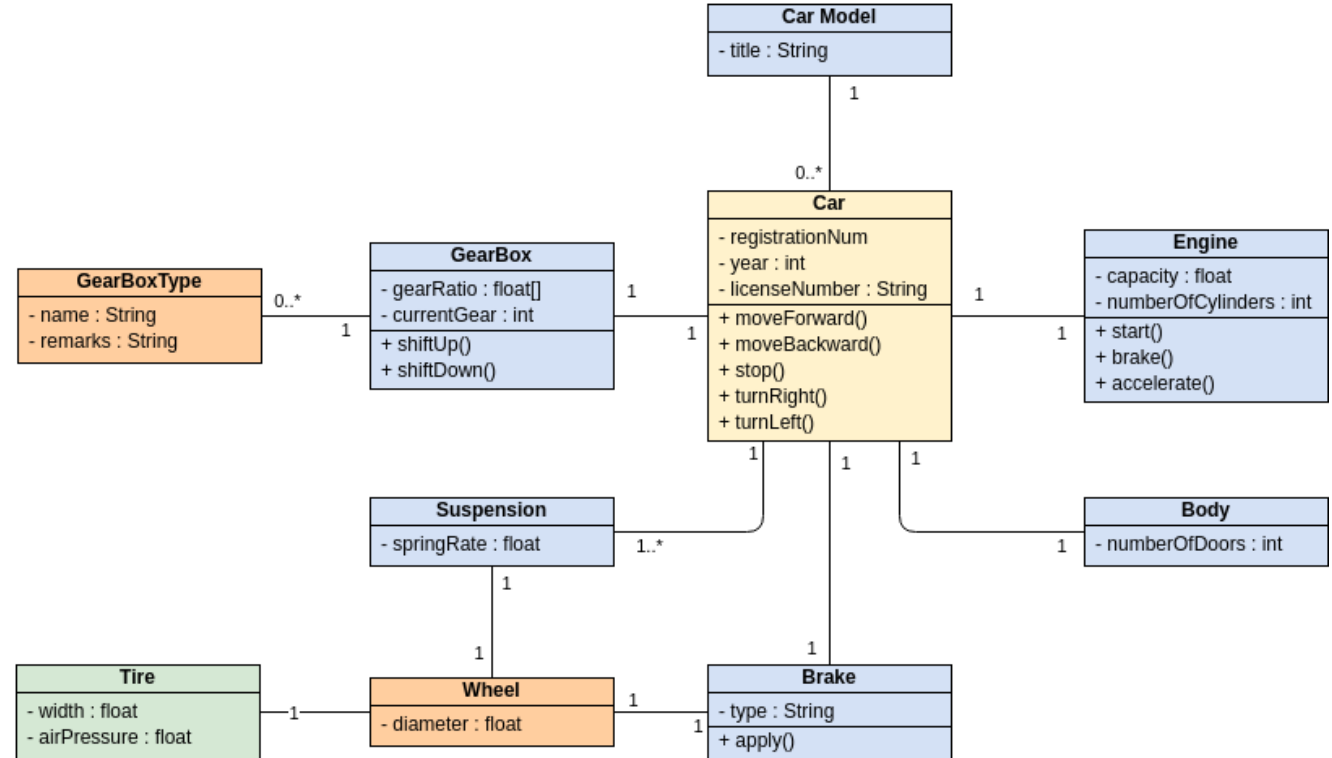 Car Model
- title : String
1
0..*
Car
- registrationNum
- year : int
- licenseNumber : String
+ moveForward()
+ moveBackward()
+ stop()
+ turnRight()
+ turnLeft()
GearBoxType
- name : String
- remarks : String
0..*
1
GearBox
- gearRatio : float[]
- currentGear : int
+ shiftUp()
+ shiftDown()
1
1
1
1
Engine
- capacity : float
- numberOfCylinders : int
+ start()
+ brake()
+ accelerate()
1
1
1
Suspension
- springRate : float
1..*
1
Body
- numberOfDoors : int
1
1
1
Tire
- width : float
- airPressure : float
1
Wheel
- diameter : float
1
1
Brake
- type : String
+ apply()